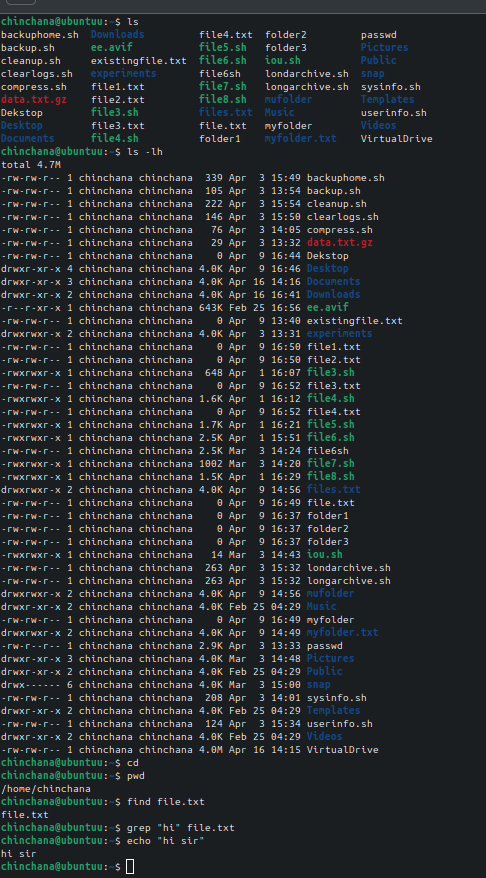 chinchana@ubuntuu:~$ ls
backuphome.sh  Downloads         file4.txt  folder2         passwd
backup.sh      ee.avif           file5.sh   folder3         Pictures
cleanup.sh     existingfile.txt  file6.sh   iou.sh          Public
clearlogs.sh   experiments       file6sh    londarchive.sh  snap
compress.sh    file1.txt         file7.sh   longarchive.sh  sysinfo.sh
data.txt.gz    file2.txt         file8.sh   mufolder        Templates
Dekstop        file3.sh          files.txt  Music           userinfo.sh
Desktop        file3.txt         file.txt   myfolder        Videos
Documents      file4.sh          folder1    myfolder.txt    VirtualDrive
chinchana@ubuntuu:~$ ls -lh
total 4.7M
-rw-rw-r-- 1 chinchana chinchana  339 Apr  3 15:49 backuphome.sh
-rw-rw-r-- 1 chinchana chinchana  105 Apr  3 13:54 backup.sh
-rw-rw-r-- 1 chinchana chinchana  222 Apr  3 15:54 cleanup.sh
-rw-rw-r-- 1 chinchana chinchana  146 Apr  3 15:50 clearlogs.sh
-rw-rw-r-- 1 chinchana chinchana   76 Apr  3 14:05 compress.sh
-rw-rw-r-- 1 chinchana chinchana   29 Apr  3 13:32 data.txt.gz
-rw-rw-r-- 1 chinchana chinchana    0 Apr  9 16:44 Dekstop
drwxr-xr-x 4 chinchana chinchana 4.0K Apr  9 16:46 Desktop
drwxr-xr-x 3 chinchana chinchana 4.0K Apr 16 14:16 Documents
drwxr-xr-x 2 chinchana chinchana 4.0K Apr 16 16:41 Downloads
-r--r-xr-x 1 chinchana chinchana 643K Feb 25 16:56 ee.avif
-rw-rw-r-- 1 chinchana chinchana    0 Apr  9 13:40 existingfile.txt
drwxrwxr-x 2 chinchana chinchana 4.0K Apr  3 13:31 experiments
-rw-rw-r-- 1 chinchana chinchana    0 Apr  9 16:50 file1.txt
-rw-rw-r-- 1 chinchana chinchana    0 Apr  9 16:50 file2.txt
-rwxrwxr-x 1 chinchana chinchana  648 Apr  1 16:07 file3.sh
-rw-rw-r-- 1 chinchana chinchana    0 Apr  9 16:52 file3.txt
-rwxrwxr-x 1 chinchana chinchana 1.6K Apr  1 16:12 file4.sh
-rw-rw-r-- 1 chinchana chinchana    0 Apr  9 16:52 file4.txt
-rwxrwxr-x 1 chinchana chinchana 1.7K Apr  1 16:21 file5.sh
-rwxrwxr-x 1 chinchana chinchana 2.5K Apr  1 15:51 file6.sh
-rw-rw-r-- 1 chinchana chinchana 2.5K Mar  3 14:24 file6sh
-rwxrwxr-x 1 chinchana chinchana 1002 Mar  3 14:20 file7.sh
-rwxrwxr-x 1 chinchana chinchana 1.5K Apr  1 16:29 file8.sh
drwxrwxr-x 2 chinchana chinchana 4.0K Apr  9 14:56 files.txt
-rw-rw-r-- 1 chinchana chinchana    0 Apr  9 16:49 file.txt
-rw-rw-r-- 1 chinchana chinchana    0 Apr  9 16:37 folder1
-rw-rw-r-- 1 chinchana chinchana    0 Apr  9 16:37 folder2
-rw-rw-r-- 1 chinchana chinchana    0 Apr  9 16:37 folder3
-rwxrwxr-x 1 chinchana chinchana   14 Mar  3 14:43 iou.sh
-rw-rw-r-- 1 chinchana chinchana  263 Apr  3 15:32 londarchive.sh
-rw-rw-r-- 1 chinchana chinchana  263 Apr  3 15:32 longarchive.sh
drwxrwxr-x 2 chinchana chinchana 4.0K Apr  9 14:56 mufolder
drwxr-xr-x 2 chinchana chinchana 4.0K Feb 25 04:29 Music
-rw-rw-r-- 1 chinchana chinchana    0 Apr  9 16:49 myfolder
drwxrwxr-x 2 chinchana chinchana 4.0K Apr  9 14:49 myfolder.txt
-rw-r--r-- 1 chinchana chinchana 2.9K Apr  3 13:33 passwd
drwxr-xr-x 3 chinchana chinchana 4.0K Mar  3 14:48 Pictures
drwxr-xr-x 2 chinchana chinchana 4.0K Feb 25 04:29 Public
drwx------ 6 chinchana chinchana 4.0K Mar  3 15:00 snap
-rw-rw-r-- 1 chinchana chinchana  208 Apr  3 14:01 sysinfo.sh
drwxr-xr-x 2 chinchana chinchana 4.0K Feb 25 04:29 Templates
-rw-rw-r-- 1 chinchana chinchana  124 Apr  3 15:34 userinfo.sh
drwxr-xr-x 2 chinchana chinchana 4.0K Feb 25 04:29 Videos
-rw-rw-r-- 1 chinchana chinchana 4.0M Apr 16 14:15 VirtualDrive
chinchana@ubuntuu:~$ cd
chinchana@ubuntuu:~$ pwd
/home/chinchana
chinchana@ubuntuu:~$ find file.txt
file.txt
chinchana@ubuntuu:~$ grep "hi" file.txt
chinchana@ubuntuu:~$ echo "hi sir"
hi sir
chinchana@ubuntuu:~$